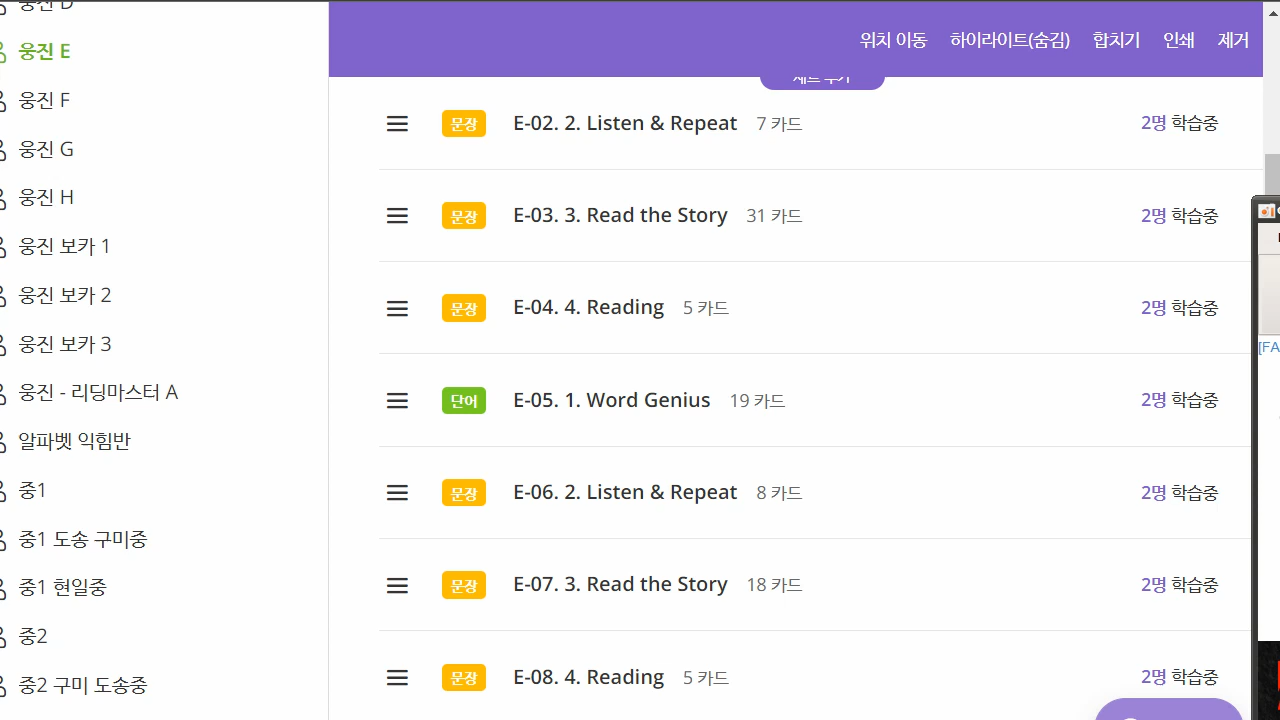 웅진 D
웅진 E
웅진 F
웅진 G
웅진 H
웅진 보카 1
웅진 보카 2
웅진 보카 3
웅진 - 리딩마스터 A
알파벳 익힘반
중1
중1 도송 구미중
중1 현일중
중2
중2 구미 도송중
위치 이동 하이라이트(숨김) 합치기 인쇄 제거
문장 E-02. 2. Listen & Repeat 7 카드 2명 학습중
문장 E-03. 3. Read the Story 31 카드 2명 학습중
문장 E-04. 4. Reading 5 카드 2명 학습중
단어 E-05. 1. Word Genius 19 카드 2명 학습중
문장 E-06. 2. Listen & Repeat 8 카드 2명 학습중
문장 E-07. 3. Read the Story 18 카드 2명 학습중
문장 E-08. 4. Reading 5 카드 2명 학습중
[FA